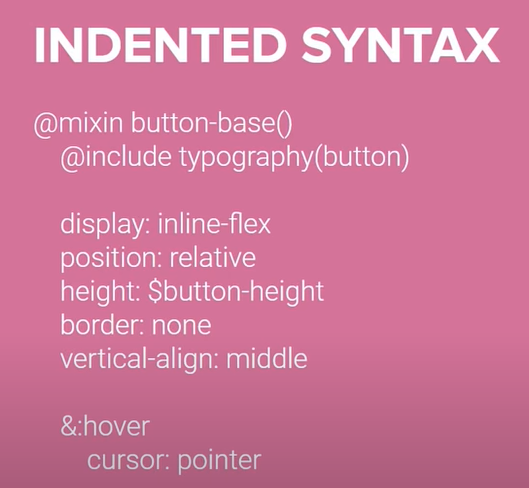 INDENTED SYNTAX
@mixin button-base()
@include typography(button)
display: inline-flex
position: relative
height: $button-height
border: none
vertical-align: middle
&:hover
cursor: pointer